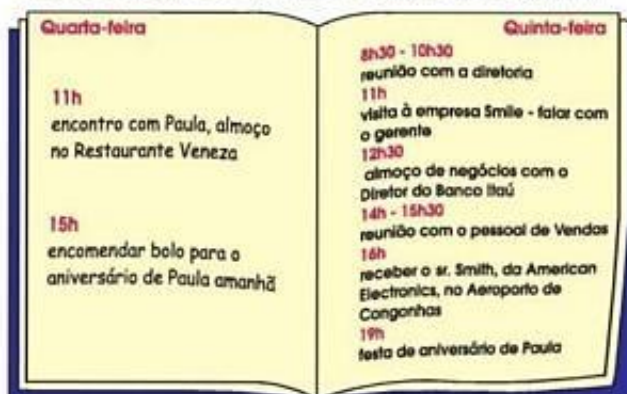 Quarta-feira
11h
encontro com Paula, almoço
no Restaurante Veneza
15h
encomendar bolo para o
aniversário de Paula amanhã
Quinta-feira
8h30 - 10h30
reunião com a diretoria
11h
visita à empresa Smile - falar com
o gerente
12h30
almoço de negócios com o
Diretor do Banco Itaú
14h - 15h30
reunião com o pessoal de Vendas
16h
receber o sr. Smith, da American
Electronics, no Aeroporto de
Congonhas
19h
festa de aniversário de Paula